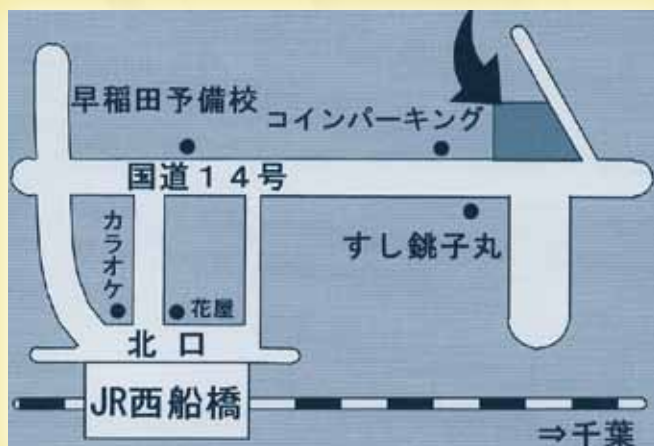 早稲田予備校
コインパーキング
国道14号
カラオケ
すし銚子丸
花屋
北口
JR西船橋
⇒千葉